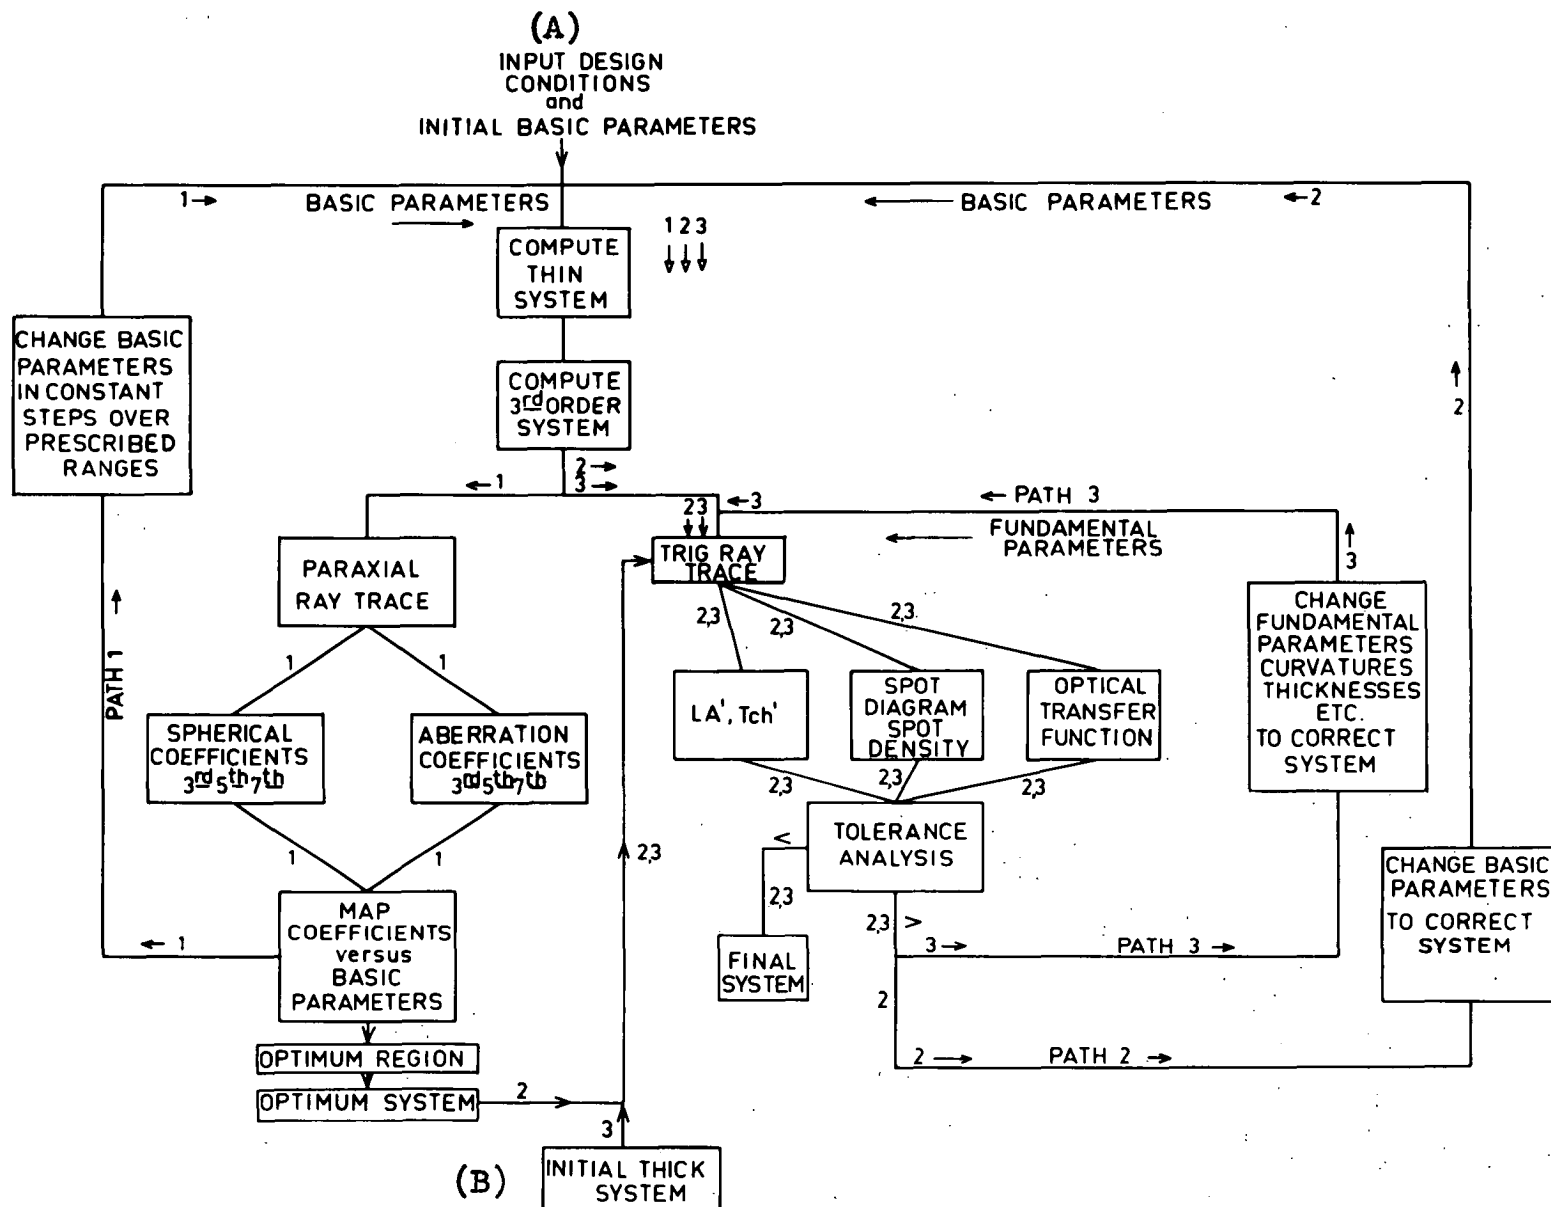 (A)
INPUT DESIGN
CONDITIONS
and
INITIAL BASIC PARAMETERS
1→
BASIC PARAMETERS
→
← BASIC PARAMETERS
←2
1 2 3
↓ ↓ ↓
COMPUTE
THIN
SYSTEM
CHANGE BASIC
PARAMETERS
IN CONSTANT
STEPS OVER
PRESCRIBED
RANGES
COMPUTE
3rd ORDER
SYSTEM
↑
2
←1
2→
3→
←3
← PATH 3
2 3
↓ ↓
← FUNDAMENTAL
PARAMETERS
↑
3
PARAXIAL
RAY TRACE
TRIG RAY
TRACE
CHANGE
FUNDAMENTAL
PARAMETERS
CURVATURES
THICKNESSES
ETC.
TO CORRECT
SYSTEM
PATH 1 →
1
1
2,3
2,3
2,3
SPHERICAL
COEFFICIENTS
3rd 5th 7th
ABERRATION
COEFFICIENTS
3rd 5th 7th
LA', Tch'
SPOT
DIAGRAM
SPOT
DENSITY
OPTICAL
TRANSFER
FUNCTION
1
1
2,3
2,3
2,3
2,3
TOLERANCE
ANALYSIS
<
2,3
2,3 >
FINAL
SYSTEM
3→
PATH 3 →
CHANGE BASIC
PARAMETERS
TO CORRECT
SYSTEM
← 1
MAP
COEFFICIENTS
versus
BASIC
PARAMETERS
2
2 →
PATH 2 →
OPTIMUM REGION
OPTIMUM SYSTEM
2
3
(B)
INITIAL THICK
SYSTEM